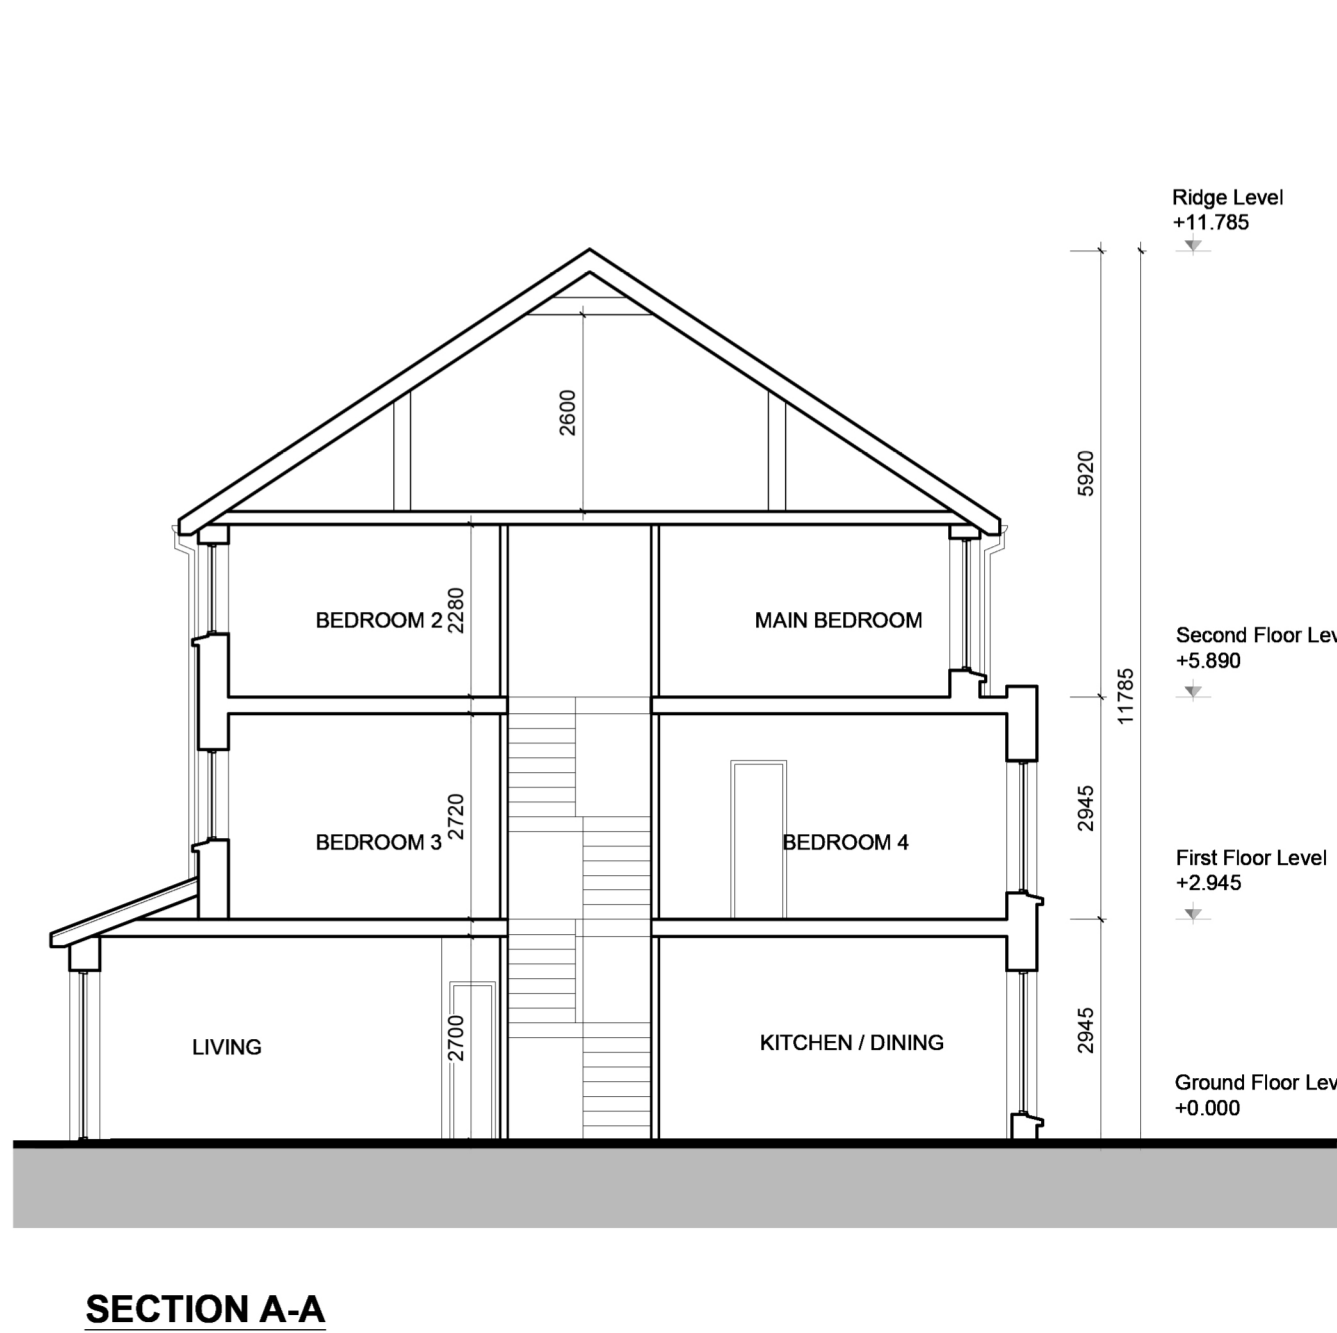 Ridge Level
+11.785
2600
5920
BEDROOM 2
2280
MAIN BEDROOM
Second Floor Lev
+5.890
11785
BEDROOM 3
2720
BEDROOM 4
2945
First Floor Level
+2.945
LIVING
2700
KITCHEN / DINING
2945
Ground Floor Lev
+0.000
SECTION A-A